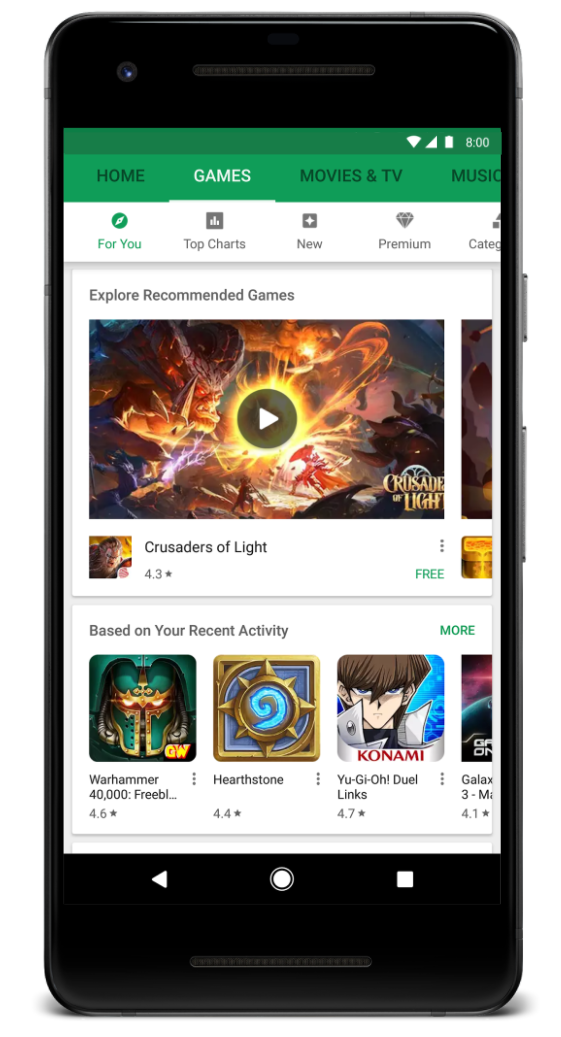 8:00
HOME GAMES MOVIES & TV MUSIC
For You Top Charts New Premium Categ
Explore Recommended Games
CRUSADE
OF LIGHT
Crusaders of Light
4.3 ★ FREE
Based on Your Recent Activity MORE
GW
KONAMI
Warhammer Hearthstone Yu-Gi-Oh! Duel Galax
40,000: Freebl... Links 3 - Ma
4.6 ★ 4.4 ★ 4.7 ★ 4.1 ★